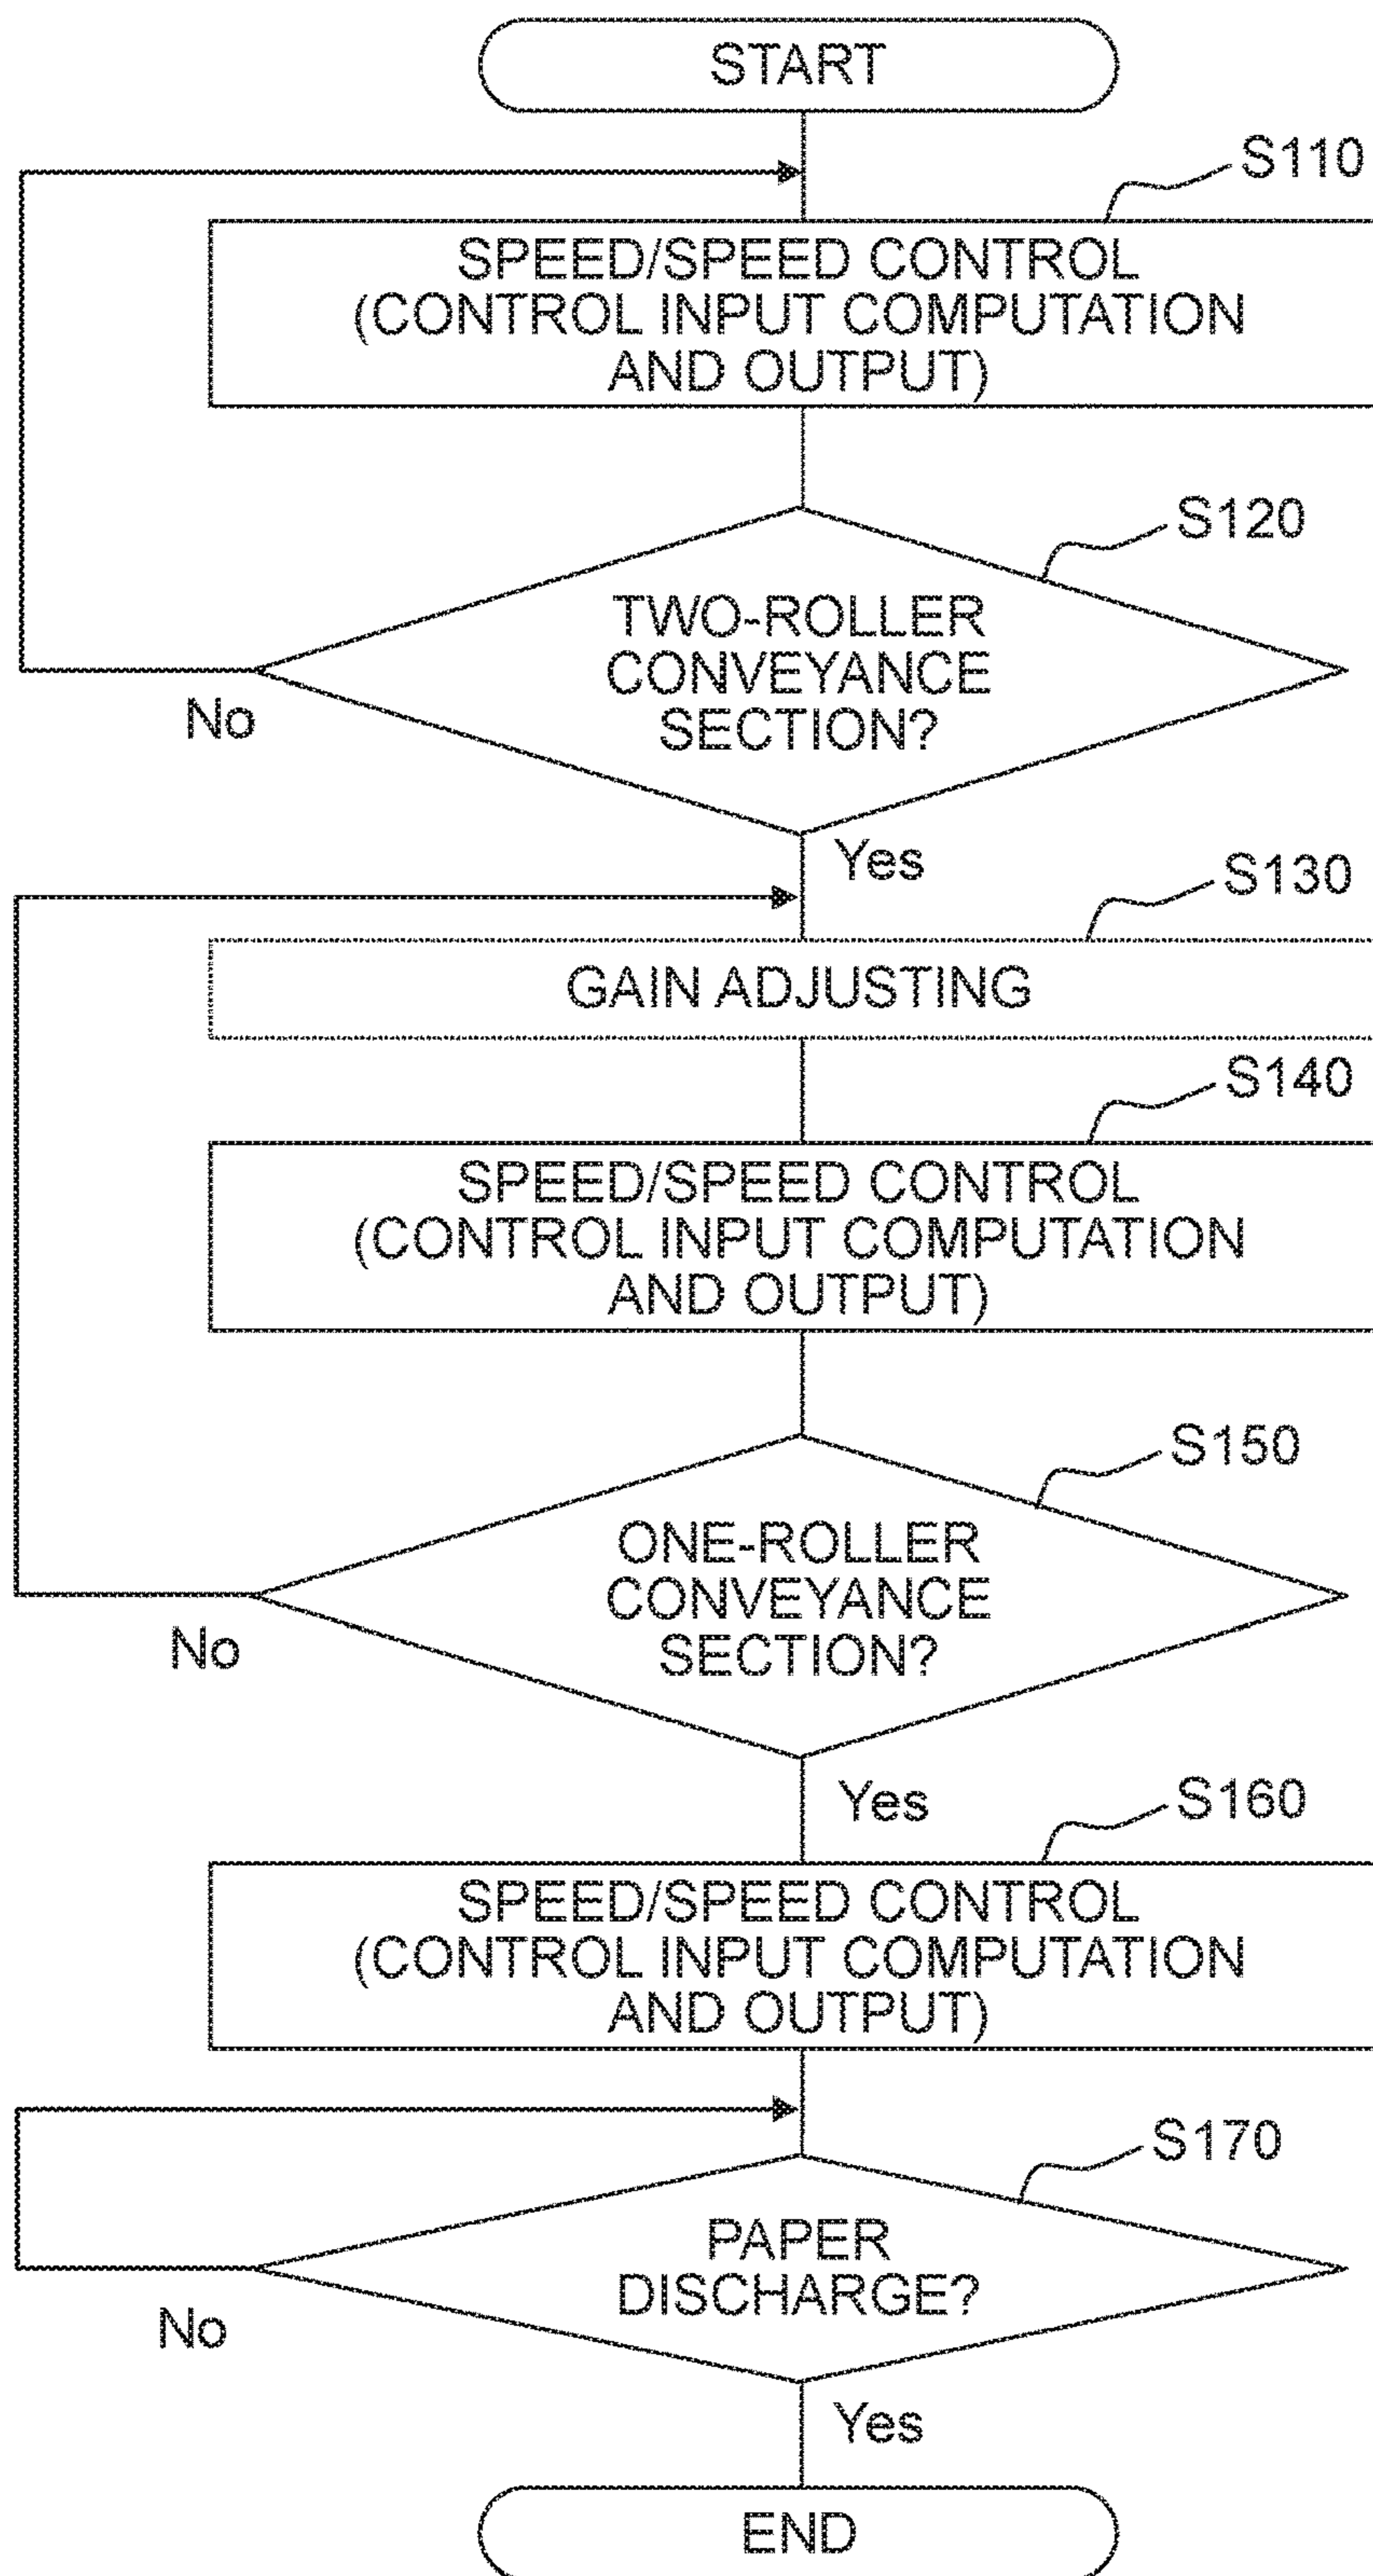 START
S110
SPEED/SPEED CONTROL
(CONTROL INPUT COMPUTATION
AND OUTPUT)
S120
TWO-ROLLER
CONVEYANCE
SECTION?
No
Yes
S130
GAIN ADJUSTING
S140
SPEED/SPEED CONTROL
(CONTROL INPUT COMPUTATION
AND OUTPUT)
S150
ONE-ROLLER
CONVEYANCE
SECTION?
No
Yes
S160
SPEED/SPEED CONTROL
(CONTROL INPUT COMPUTATION
AND OUTPUT)
S170
PAPER
DISCHARGE?
No
Yes
END